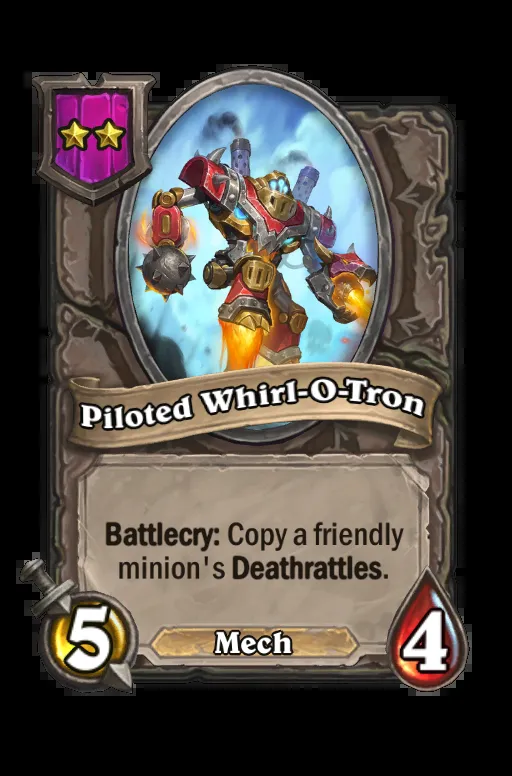 Piloted Whirl-O-Tron
Battlecry: Copy a friendly
minion's Deathrattles.
5
Mech
4